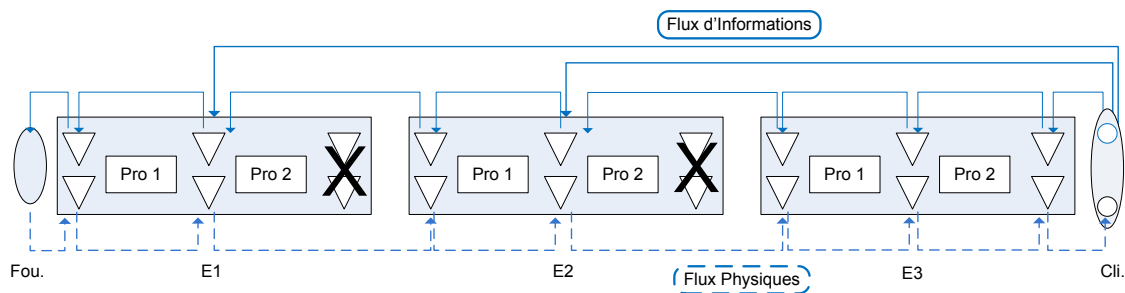 Flux d'Informations
Pro 1
Pro 2
X
Pro 1
Pro 2
X
Pro 1
Pro 2
Fou.
E1
E2
Flux Physiques
E3
Cli.